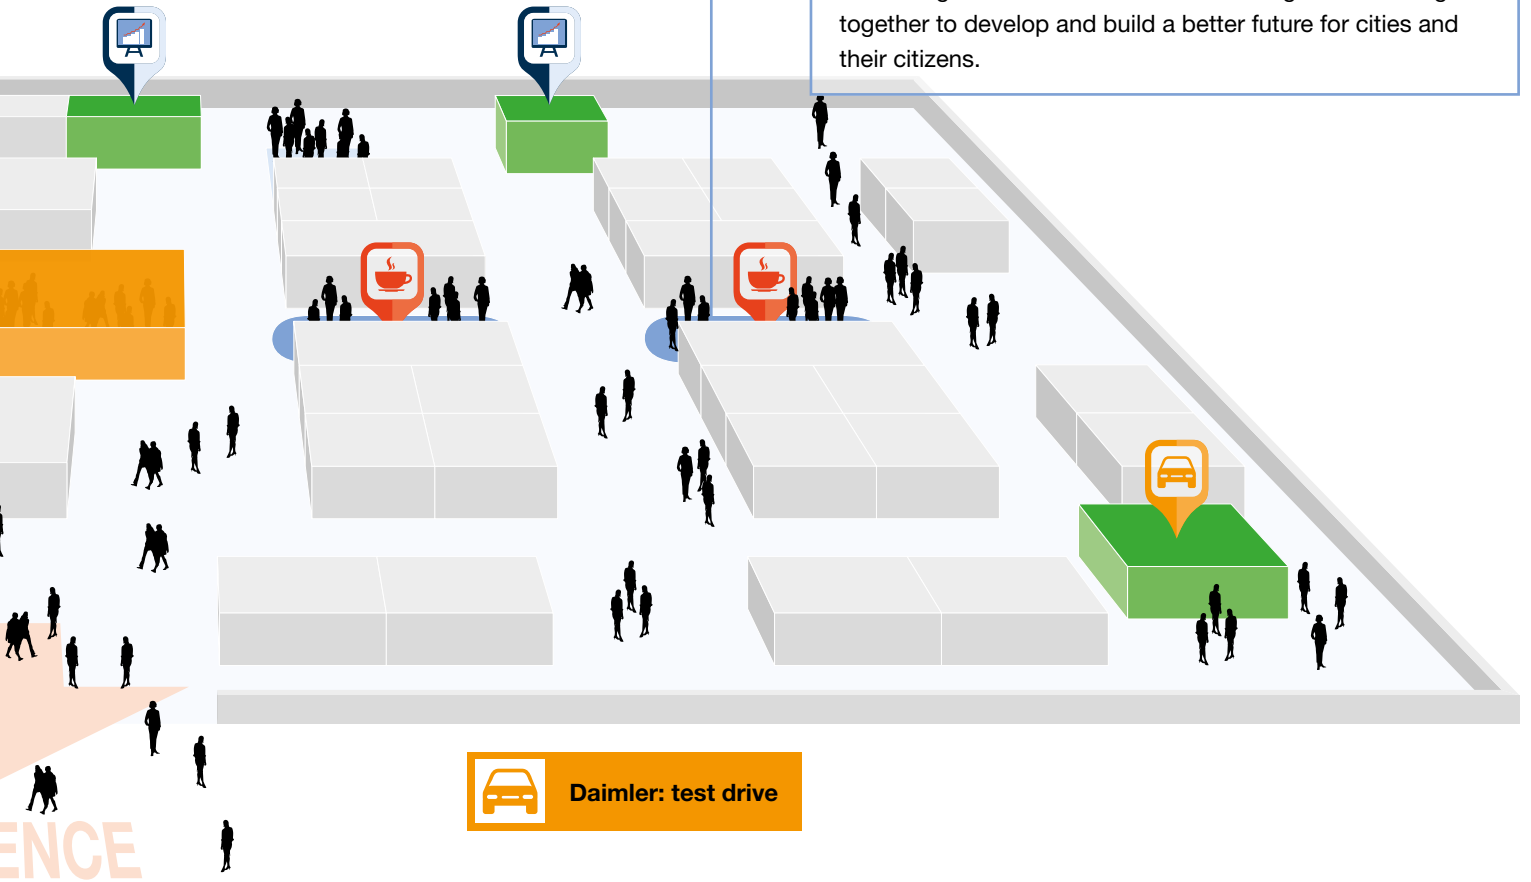 together to develop and build a better future for cities and
their citizens.
Daimler: test drive
ENCE